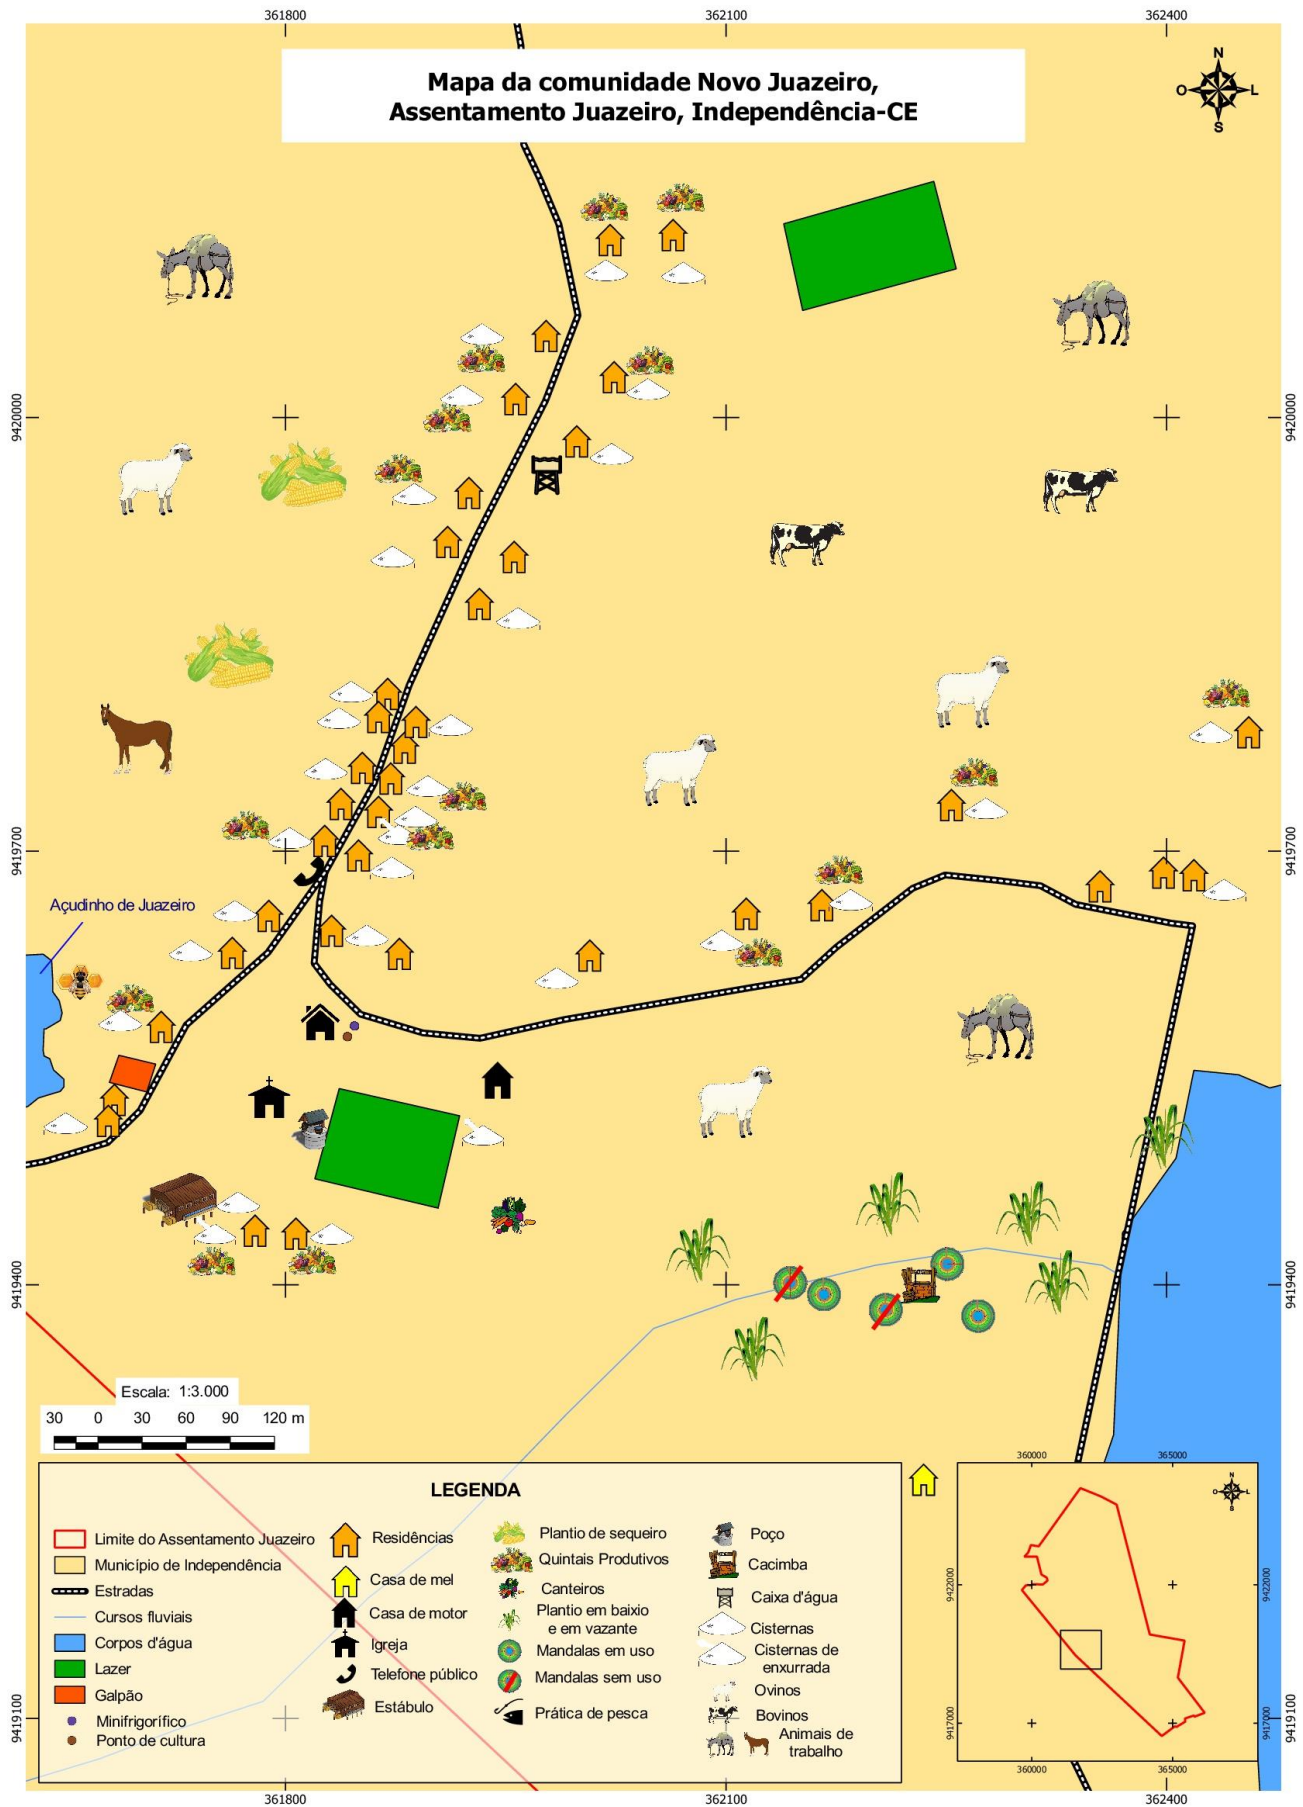 361800
362100
362400
Mapa da comunidade Novo Juazeiro,
Assentamento Juazeiro, Independência-CE
N
O
L
S
9420000
9420000
9419700
9419700
Açudinho de Juazeiro
9419400
9419400
Escala: 1:3.000
30 0 30 60 90 120 m
LEGENDA
Limite do Assentamento Juazeiro
Município de Independência
Estradas
Cursos fluviais
Corpos d'água
Lazer
Galpão
Minifrigorífico
Ponto de cultura
Residências
Casa de mel
Casa de motor
Igreja
Telefone público
Estábulo
Plantio de sequeiro
Quintais Produtivos
Canteiros
Plantio em baixio
e em vazante
Mandalas em uso
Mandalas sem uso
Prática de pesca
Poço
Cacimba
Caixa d'água
Cisternas
Cisternas de
enxurrada
Ovinos
Bovinos
Animais de
trabalho
360000
365000
N
O
L
S
9422000
9422000
9417000
9417000
360000
365000
9419100
9419100
361800
362100
362400